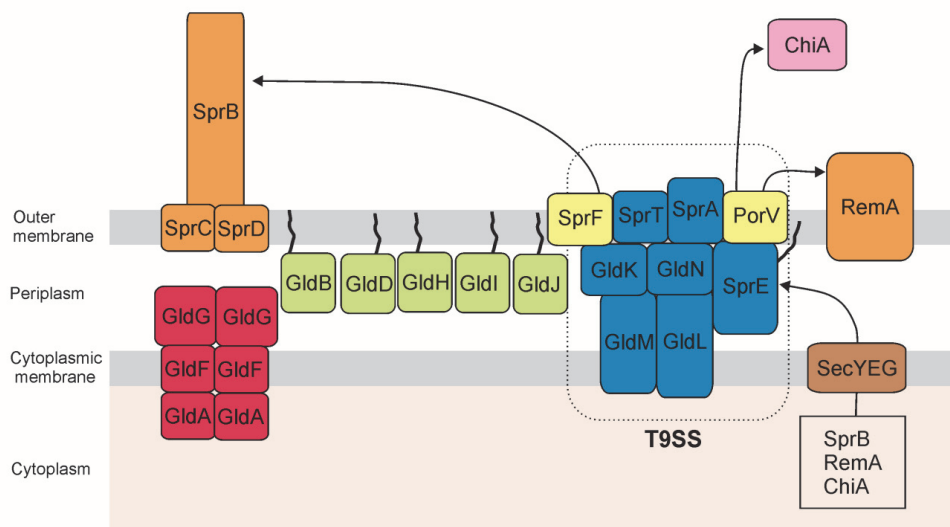 ChiA
SprB
RemA
Outer
membrane
SprC
SprD
SprF
SprT
SprA
PorV
GldB
GldD
GldH
GldI
GldJ
GldK
GldN
SprE
Periplasm
GldG
GldG
GldM
GldL
Cytoplasmic
membrane
GldF
GldF
SecYEG
GldA
GldA
T9SS
Cytoplasm
SprB
RemA
ChiA